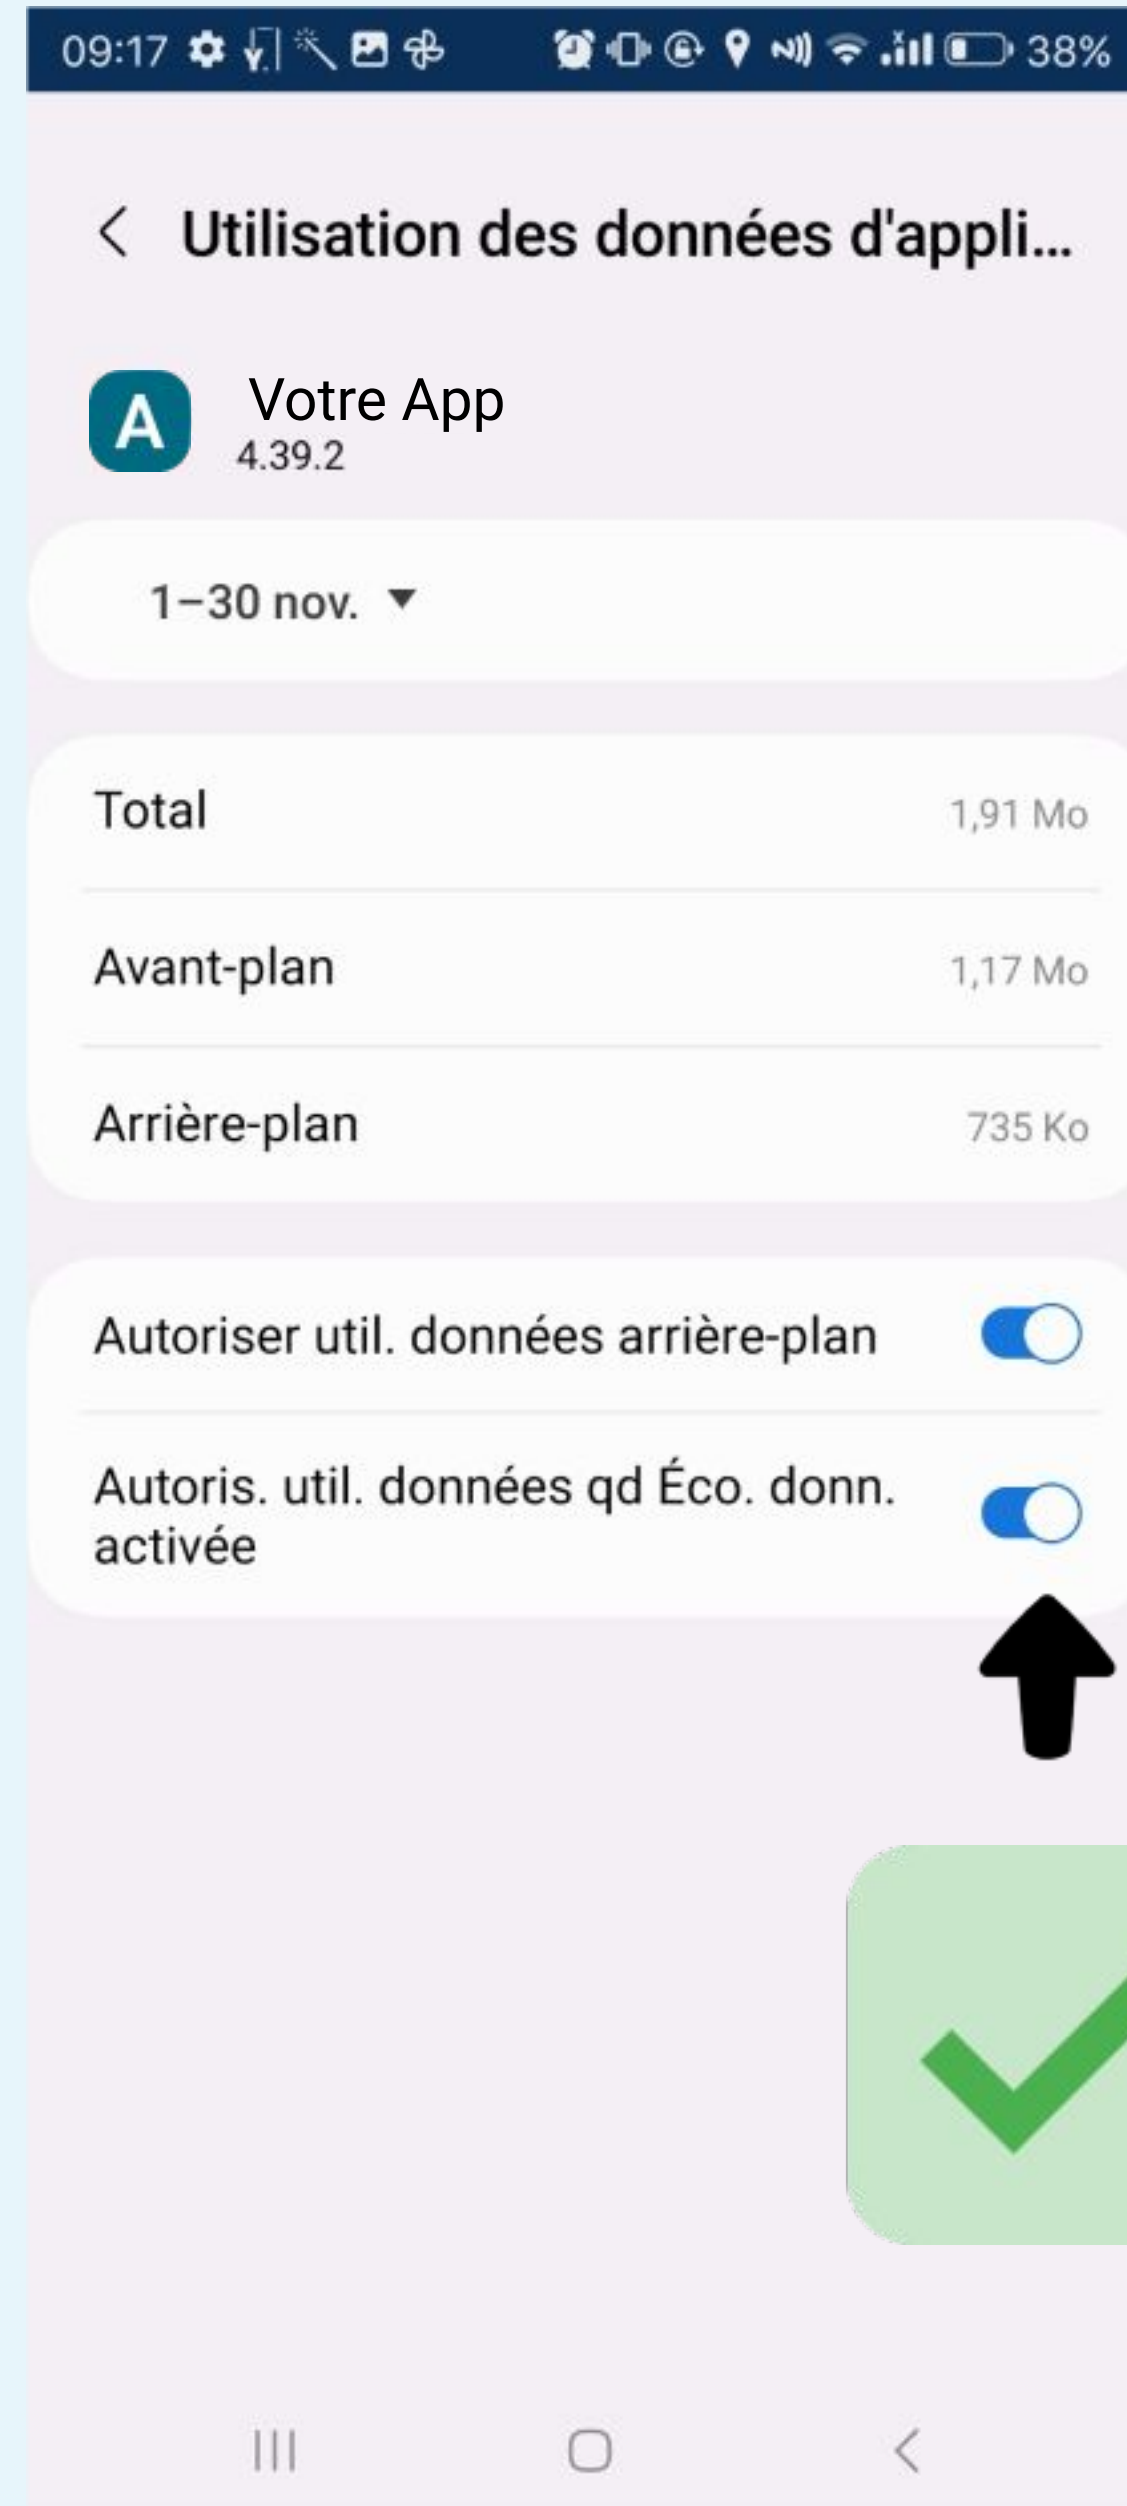 09:17 38%
Utilisation des données d'appli...
A Votre App
4.39.2
1–30 nov.
Total 1,91 Mo
Avant-plan 1,17 Mo
Arrière-plan 735 Ko
Autoriser util. données arrière-plan
Autoris. util. données qd Éco. donn.
activée